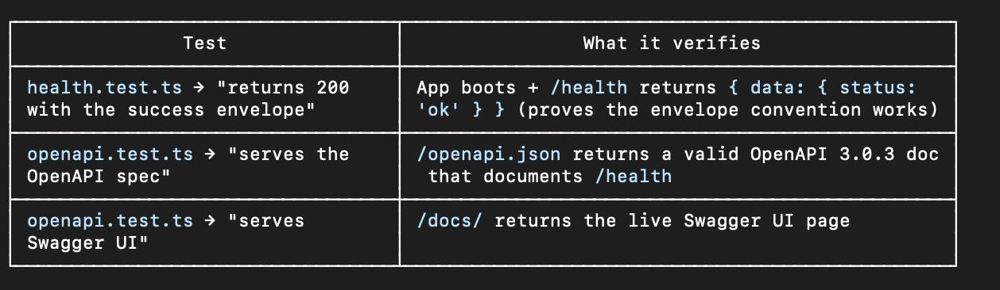 Test
What it verifies
health.test.ts → "returns 200
with the success envelope"
App boots + /health returns { data: { status:
'ok' } } (proves the envelope convention works)
openapi.test.ts → "serves the
OpenAPI spec"
/openapi.json returns a valid OpenAPI 3.0.3 doc
that documents /health
openapi.test.ts → "serves
Swagger UI"
/docs/ returns the live Swagger UI page